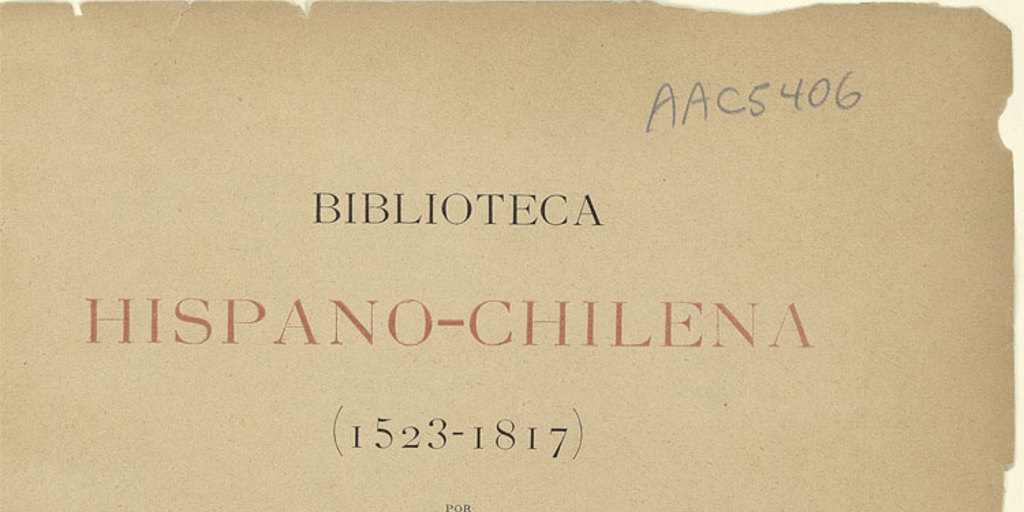 AAC5406
BIBLIOTECA
HISPANO-CHILENA
(1523-1817)
POR